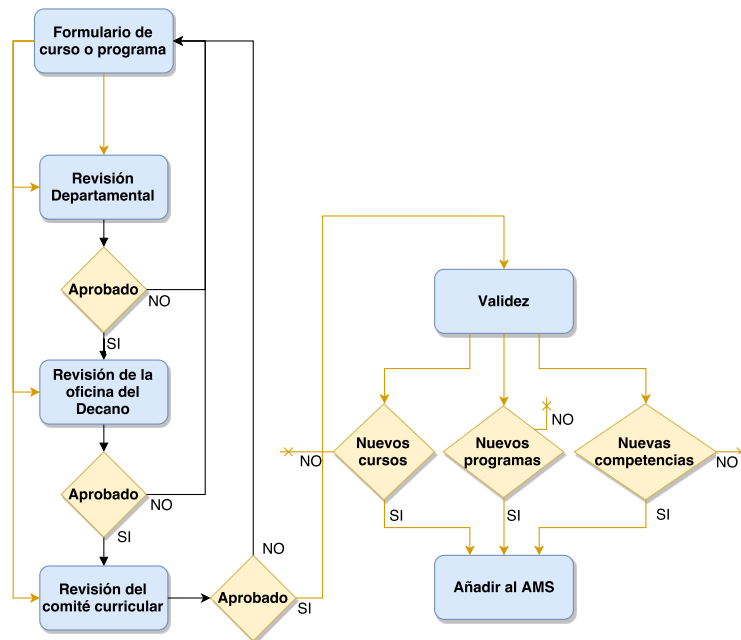 Formulario de
curso o programa
Revisión
Departamental
Aprobado
NO
SI
Revisión de la
oficina del
Decano
Aprobado
NO
SI
Revisión del
comité curricular
NO
Aprobado
SI
Validez
Nuevos
cursos
NO
SI
Nuevos
programas
NO
SI
Nuevas
competencias
NO
SI
Añadir al AMS